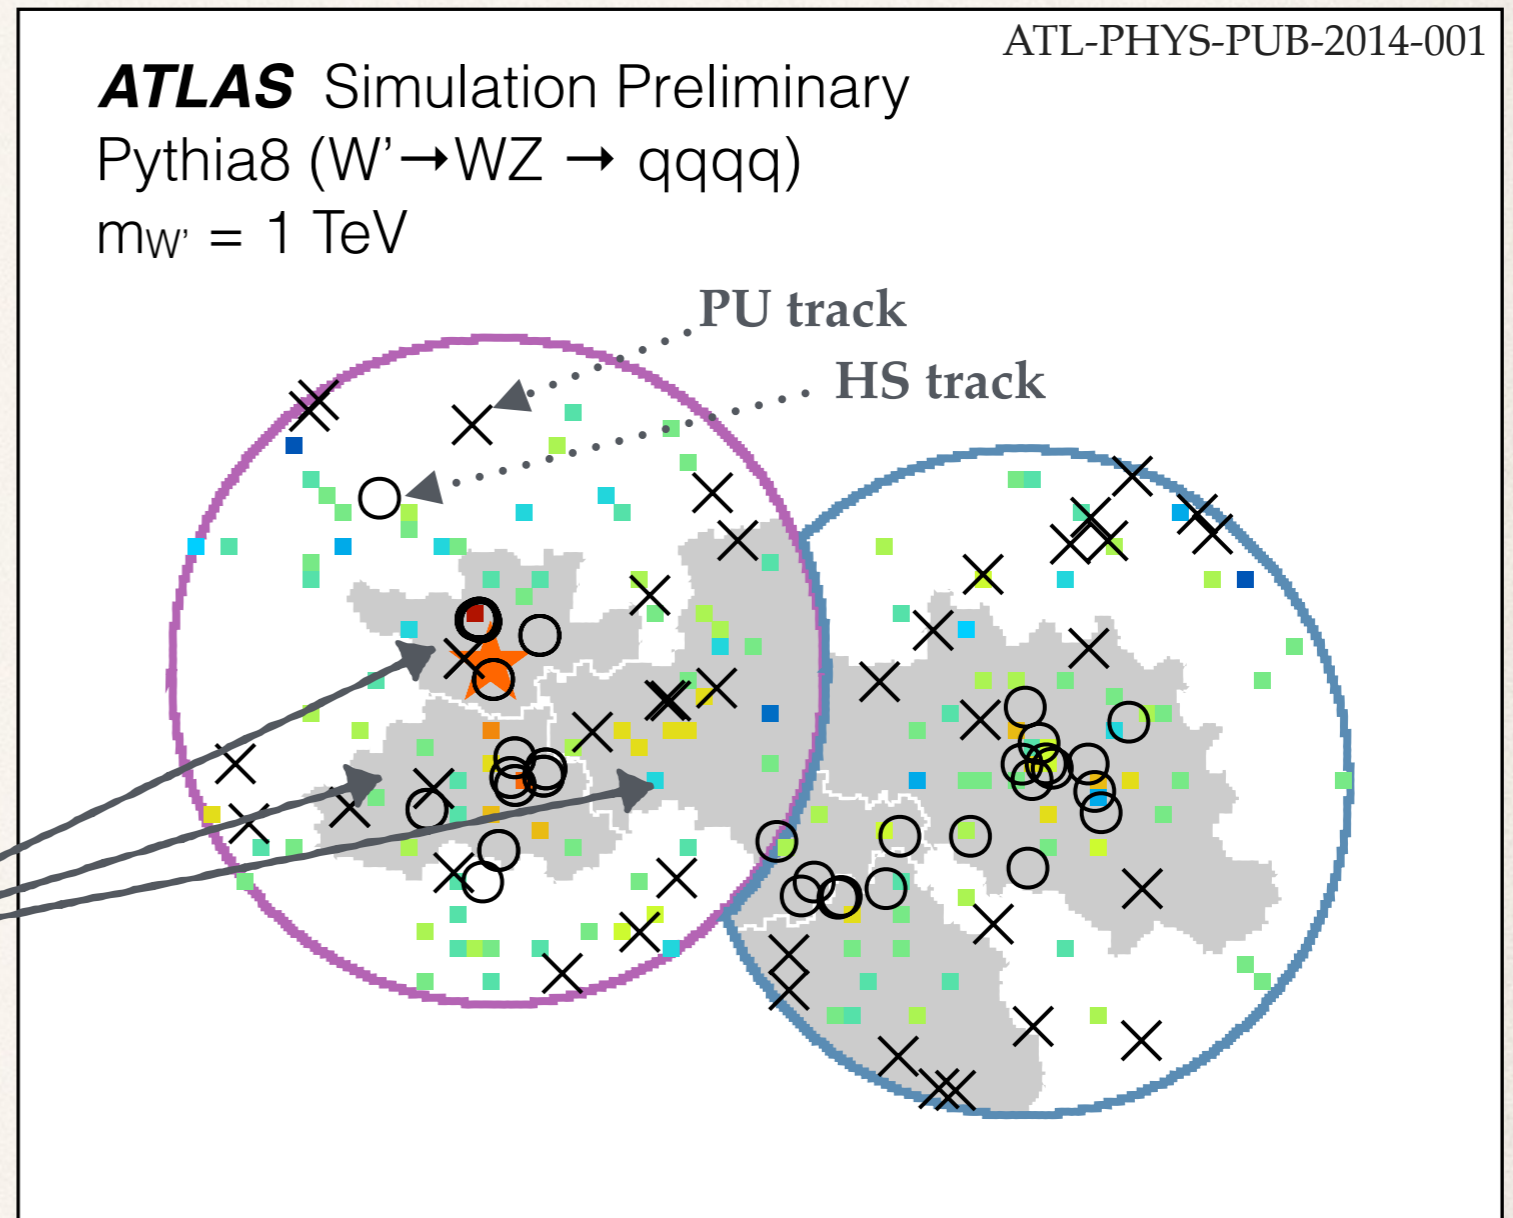 ATL-PHYS-PUB-2014-001
ATLAS Simulation Preliminary
Pythia8 (W’→WZ → qqqq)
mW’ = 1 TeV
PU track
HS track